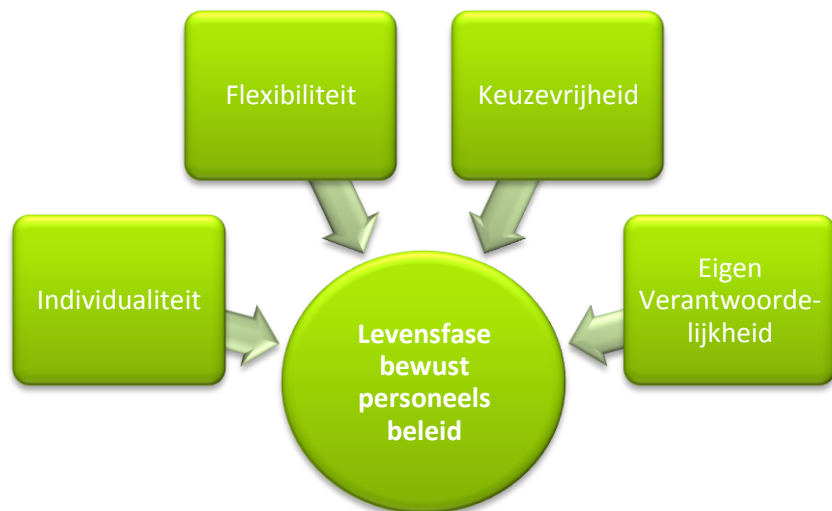 Flexibiliteit
Keuzevrijheid
Individualiteit
Eigen
Verantwoorde-
lijkheid
Levensfase
bewust
personeels
beleid